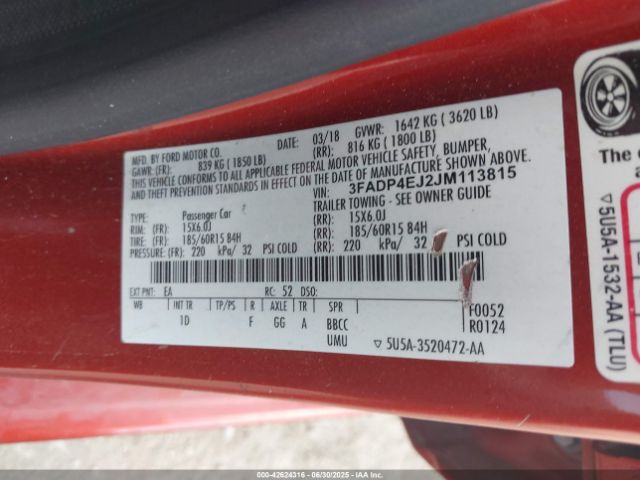 MFD. BY FORD MOTOR CO. DATE: 03/18 GVWR: 1642 KG ( 3620 LB)
GAWR:(FR): 839 KG ( 1850 LB) (RR): 816 KG ( 1800 LB)
THIS VEHICLE CONFORMS TO ALL APPLICABLE FEDERAL MOTOR VEHICLE SAFETY, BUMPER,
AND THEFT PREVENTION STANDARDS IN EFFECT ON THE DATE OF MANUFACTURE SHOWN ABOVE.
VIN: 3FADP4EJ2JM113815
TYPE: Passenger Car TRAILER TOWING - SEE OWNER GUIDE
RIM: (FR): 15X6.0J (RR): 15X6.0J
TIRE: (FR): 185/60R15 84H (RR): 185/60R15 84H
PRESSURE: (FR): 220 kPa/ 32 PSI COLD (RR): 220 kPa/ 32 PSI COLD
EXT PNT: EA RC: 52 DSO:
WB INT TR TP/PS R AXLE TR SPR F0052
1D F GG A BBCC R0124
UMU ▽ 5U5A-3520472-AA
The
▽ 5U5A-1532-AA (TLU)
000-42624316 | 06/30/2025 | IAA Inc.